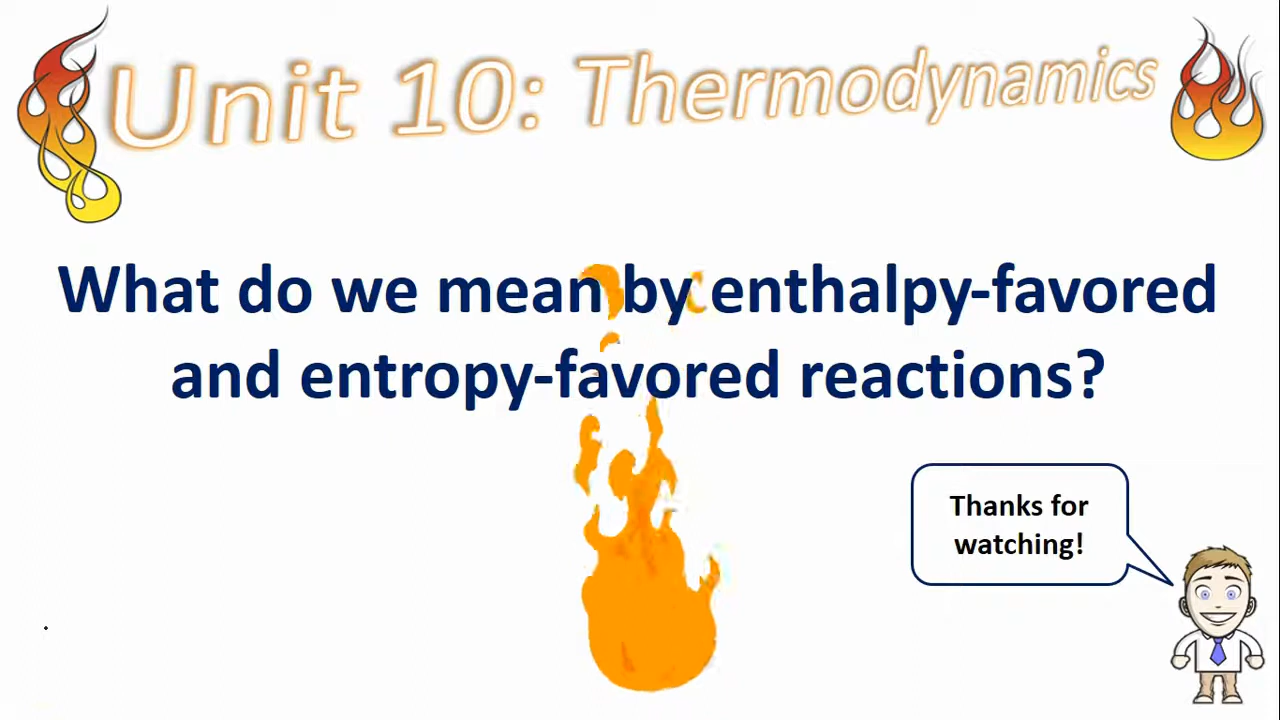 Unit 10: Thermodynamics
What do we mean by enthalpy-favored
and entropy-favored reactions?
Thanks for
watching!